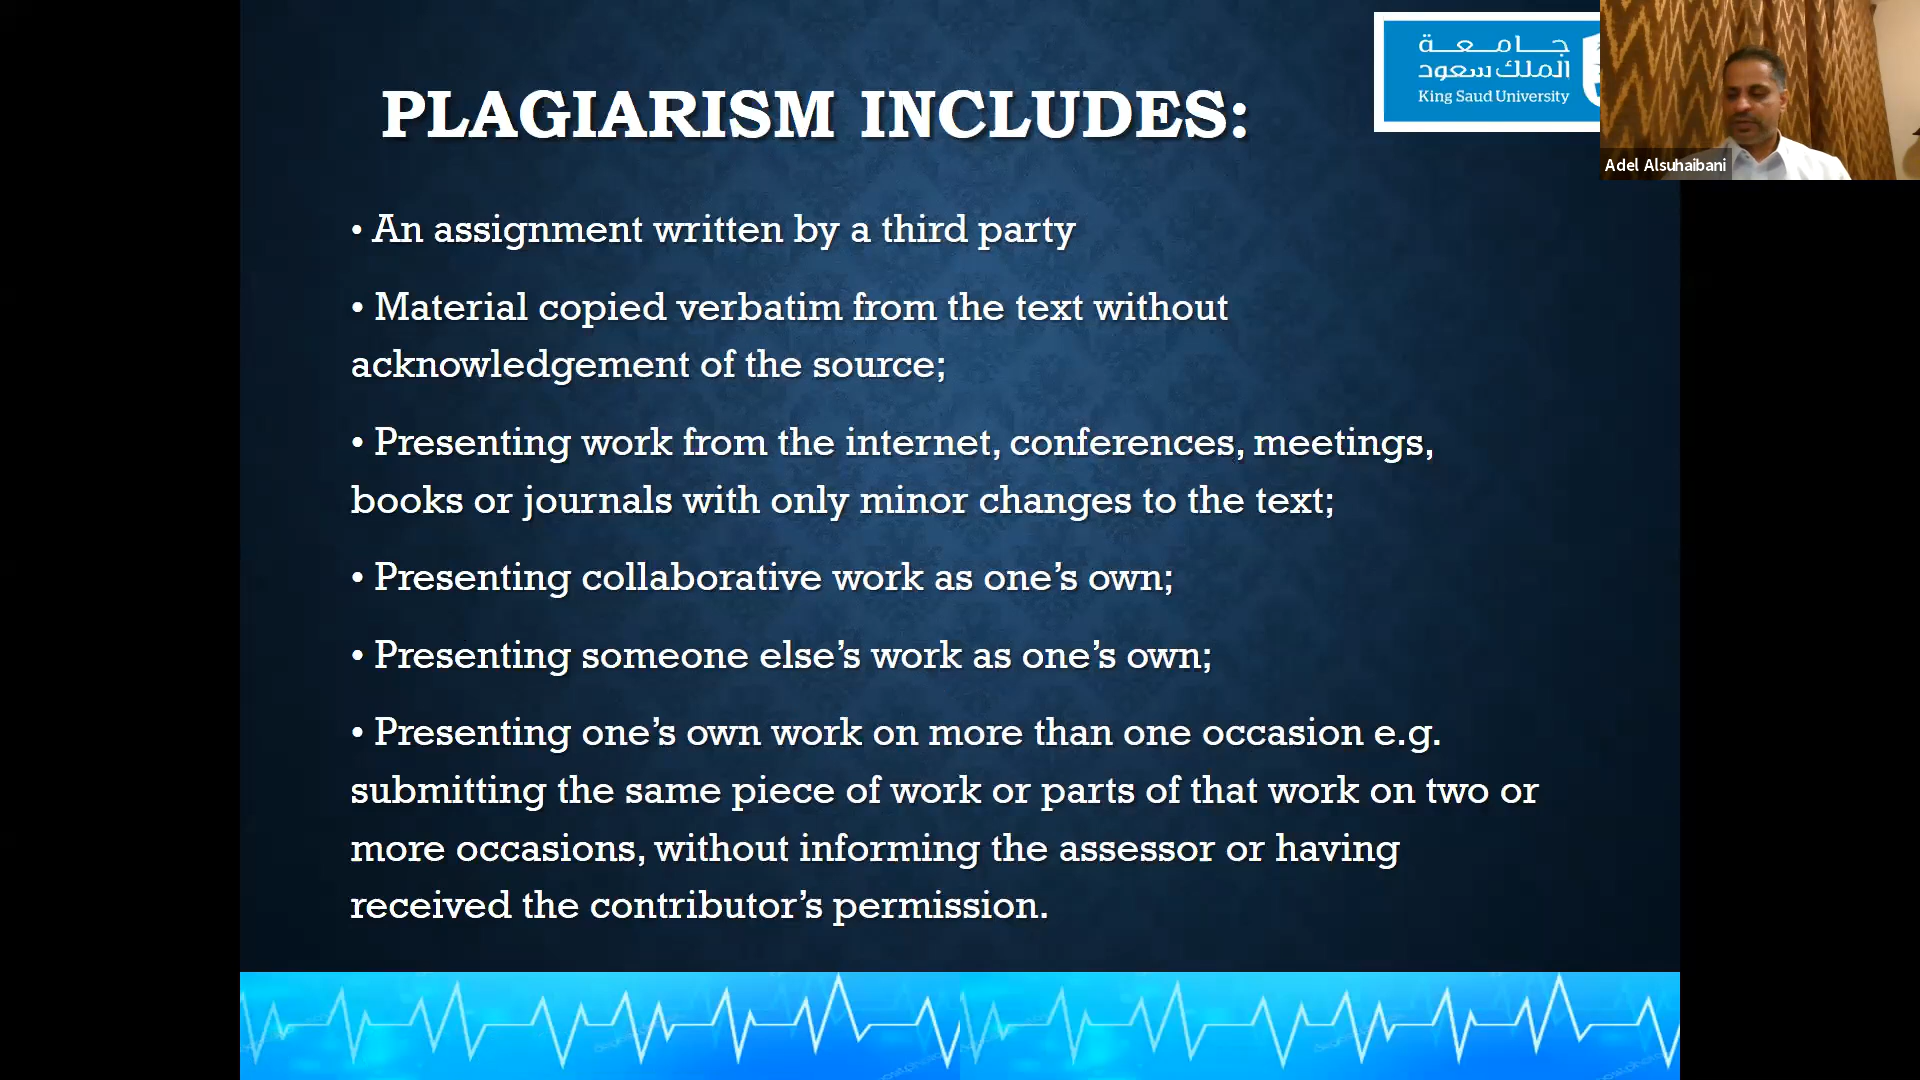 PLAGIARISM INCLUDES:
جامعة
الملك سعود
King Saud University
Adel Alsuhaibani
• An assignment written by a third party
• Material copied verbatim from the text without
acknowledgement of the source;
• Presenting work from the internet, conferences, meetings,
books or journals with only minor changes to the text;
• Presenting collaborative work as one’s own;
• Presenting someone else’s work as one’s own;
• Presenting one’s own work on more than one occasion e.g.
submitting the same piece of work or parts of that work on two or
more occasions, without informing the assessor or having
received the contributor’s permission.